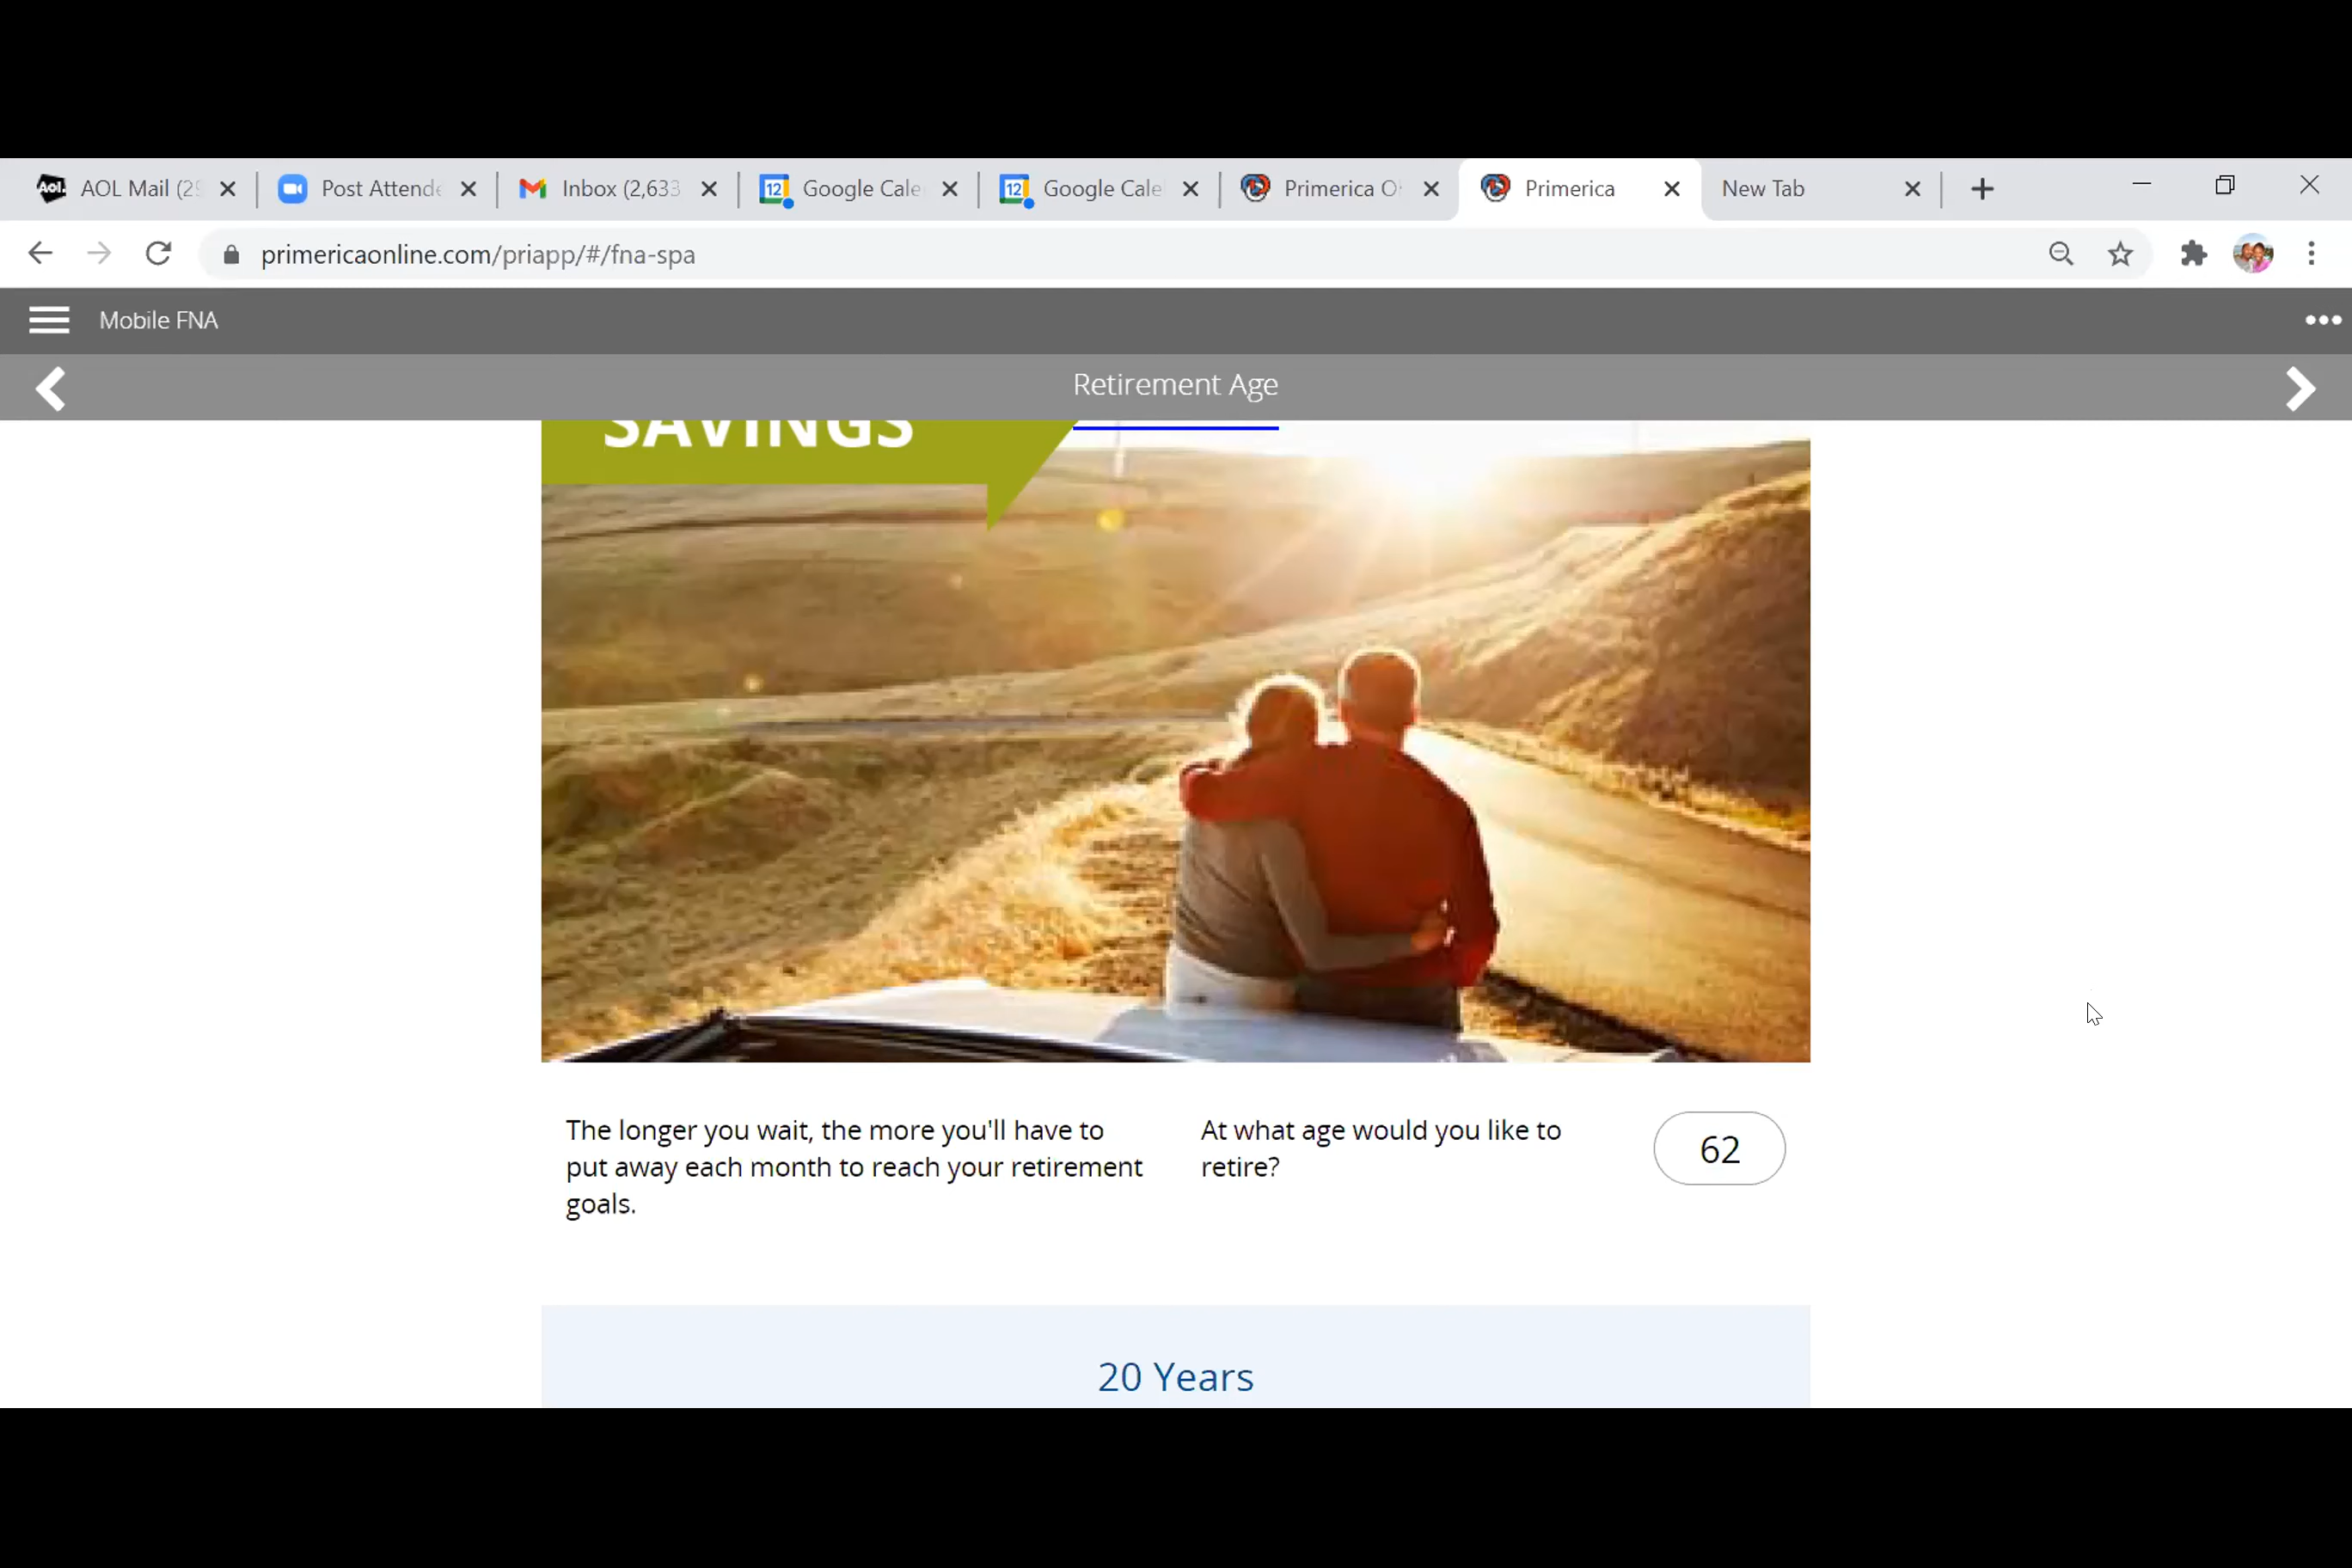 AOL Mail (29
Post Attende
Inbox (2,633
Google Cale
Google Cale
Primerica O
Primerica
New Tab
primericaonline.com/priapp/#/fna-spa
Mobile FNA
Retirement Age
SAVINGS
The longer you wait, the more you'll have to
put away each month to reach your retirement
goals.
At what age would you like to
retire?
62
20 Years